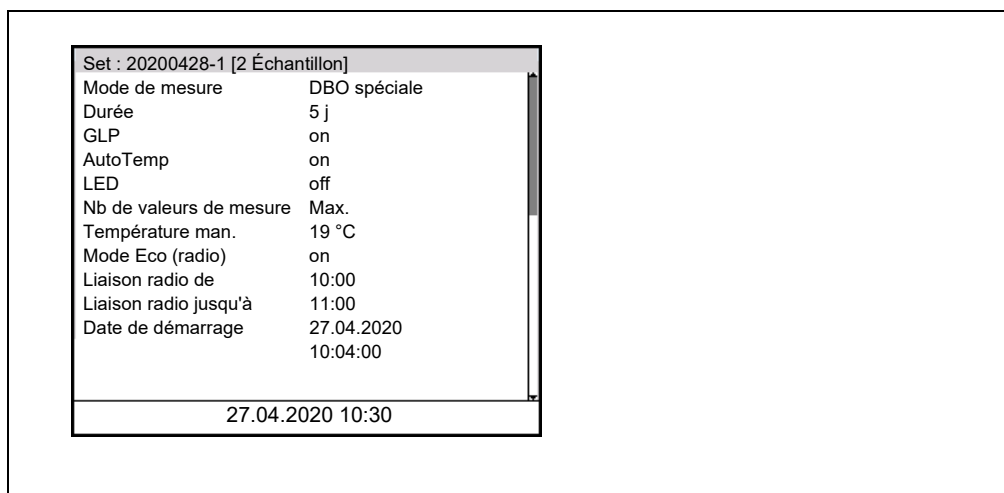 Set : 20200428-1 [2 Échantillon]
Mode de mesure DBO spéciale
Durée 5 j
GLP on
AutoTemp on
LED off
Nb de valeurs de mesure Max.
Température man. 19 °C
Mode Eco (radio) on
Liaison radio de 10:00
Liaison radio jusqu'à 11:00
Date de démarrage 27.04.2020
10:04:00
27.04.2020 10:30